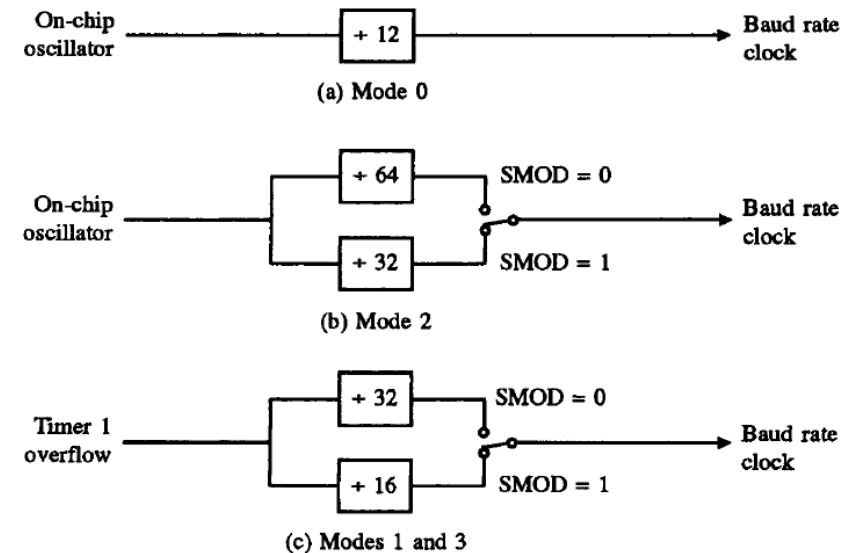 On-chip
oscillator
+ 12
Baud rate
clock
(a) Mode 0
On-chip
oscillator
+ 64
SMOD = 0
+ 32
SMOD = 1
Baud rate
clock
(b) Mode 2
Timer 1
overflow
+ 32
SMOD = 0
+ 16
SMOD = 1
Baud rate
clock
(c) Modes 1 and 3